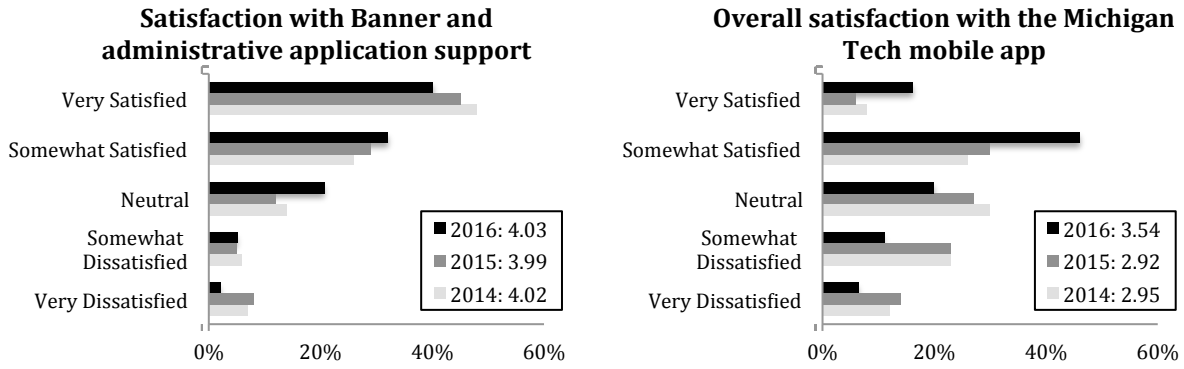 Satisfaction with Banner and
administrative application support
Very Satisfied
Somewhat Satisfied
Neutral
Somewhat
Dissatisfied
Very Dissatisfied
2016: 4.03
2015: 3.99
2014: 4.02
0%
20%
40%
60%
Overall satisfaction with the Michigan
Tech mobile app
Very Satisfied
Somewhat Satisfied
Neutral
Somewhat
Dissatisfied
Very Dissatisfied
2016: 3.54
2015: 2.92
2014: 2.95
0%
20%
40%
60%